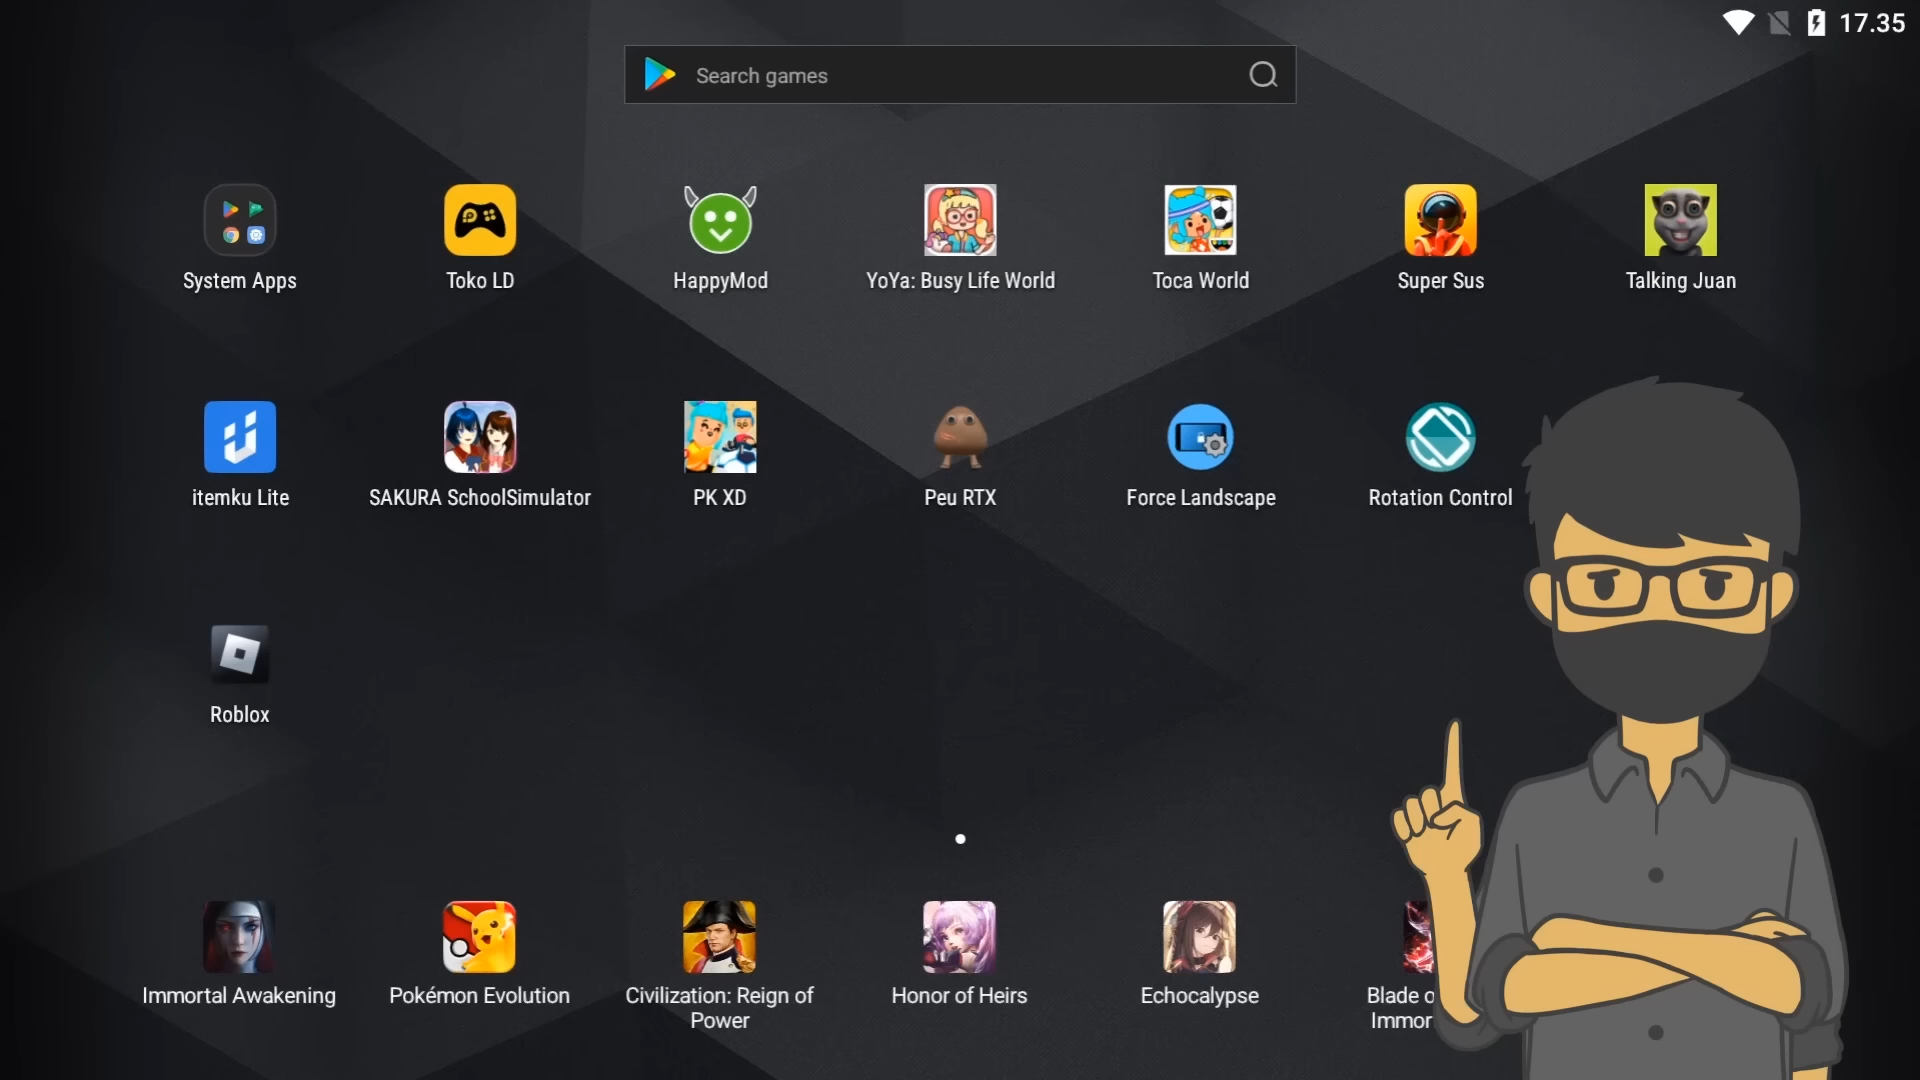 17.35
Search games
System Apps
Toko LD
HappyMod
YoYa: Busy Life World
Toca World
Super Sus
Talking Juan
itemku Lite
SAKURA SchoolSimulator
PK XD
Peu RTX
Force Landscape
Rotation Control
Roblox
Immortal Awakening
Pokémon Evolution
Civilization: Reign of
Power
Honor of Heirs
Echocalypse
Blade o
Immor